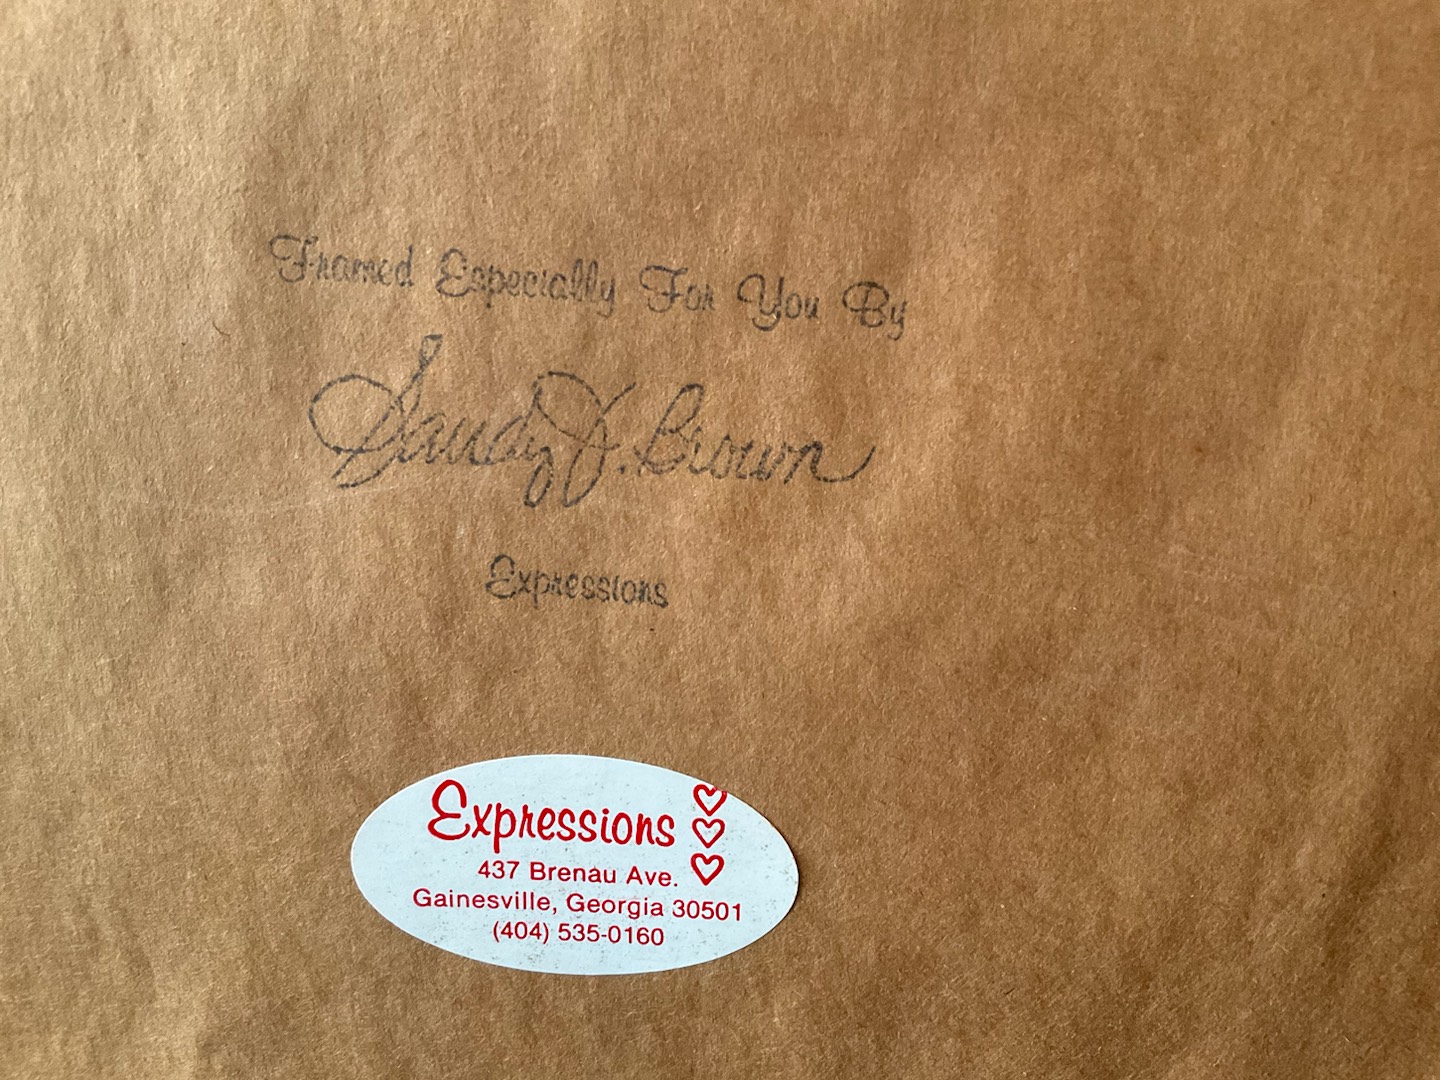 Framed Especially For You By
Sandy J. Brown
Expressions
Expressions
437 Brenau Ave.
Gainesville, Georgia 30501
(404) 535-0160